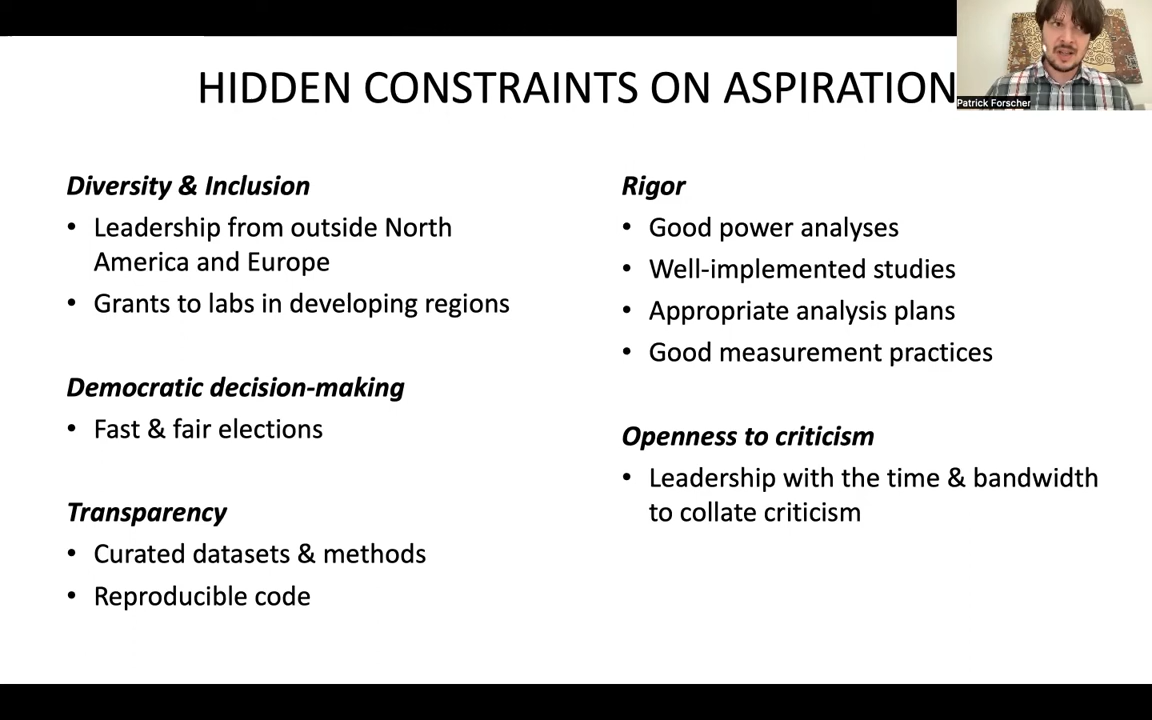 HIDDEN CONSTRAINTS ON ASPIRATION
Patrick Forscher
Diversity & Inclusion
• Leadership from outside North
America and Europe
• Grants to labs in developing regions
Democratic decision-making
• Fast & fair elections
Transparency
• Curated datasets & methods
• Reproducible code
Rigor
• Good power analyses
• Well-implemented studies
• Appropriate analysis plans
• Good measurement practices
Openness to criticism
• Leadership with the time & bandwidth
to collate criticism